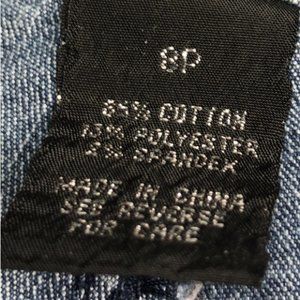 8P
85% COTTON
13% POLYESTER
2% SPANDEX
MADE IN CHINA
SEE REVERSE
FOR CARE